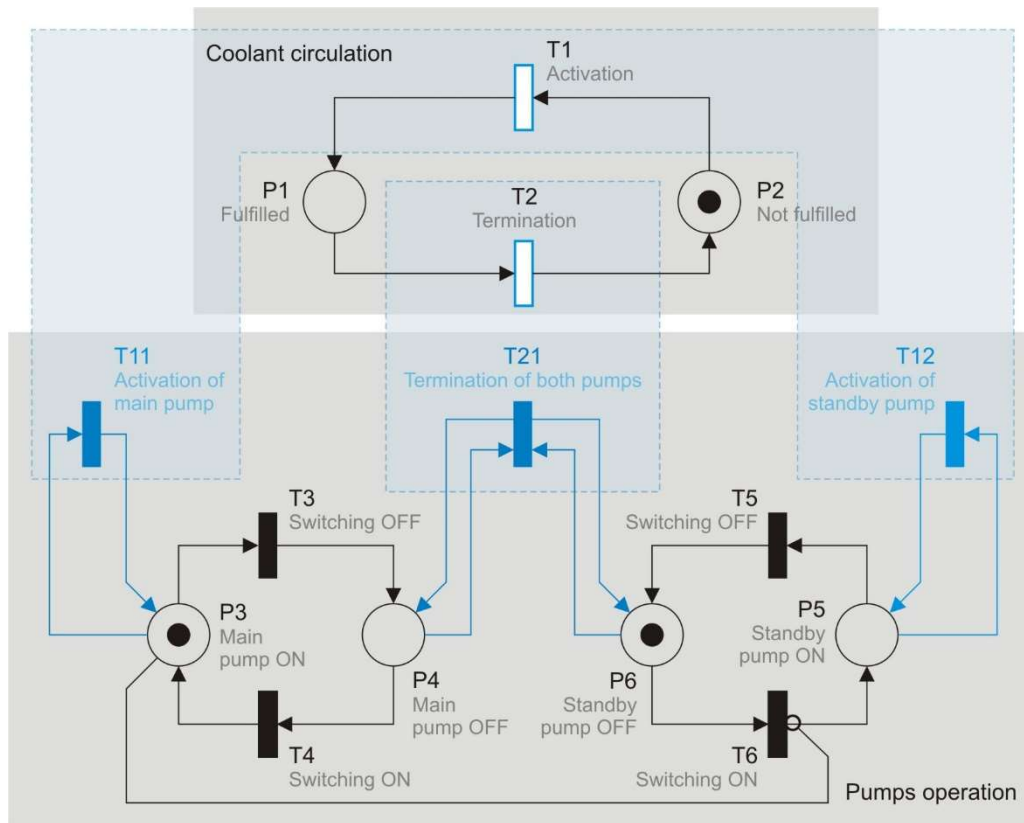 Coolant circulation
T1
Activation
P1
Fulfilled
T2
Termination
P2
Not fulfilled
T11
Activation of
main pump
T21
Termination of both pumps
T12
Activation of
standby pump
T3
Switching OFF
T5
Switching OFF
P3
Main
pump ON
P4
Main
pump OFF
P6
Standby
pump OFF
P5
Standby
pump ON
T4
Switching ON
T6
Switching ON
Pumps operation